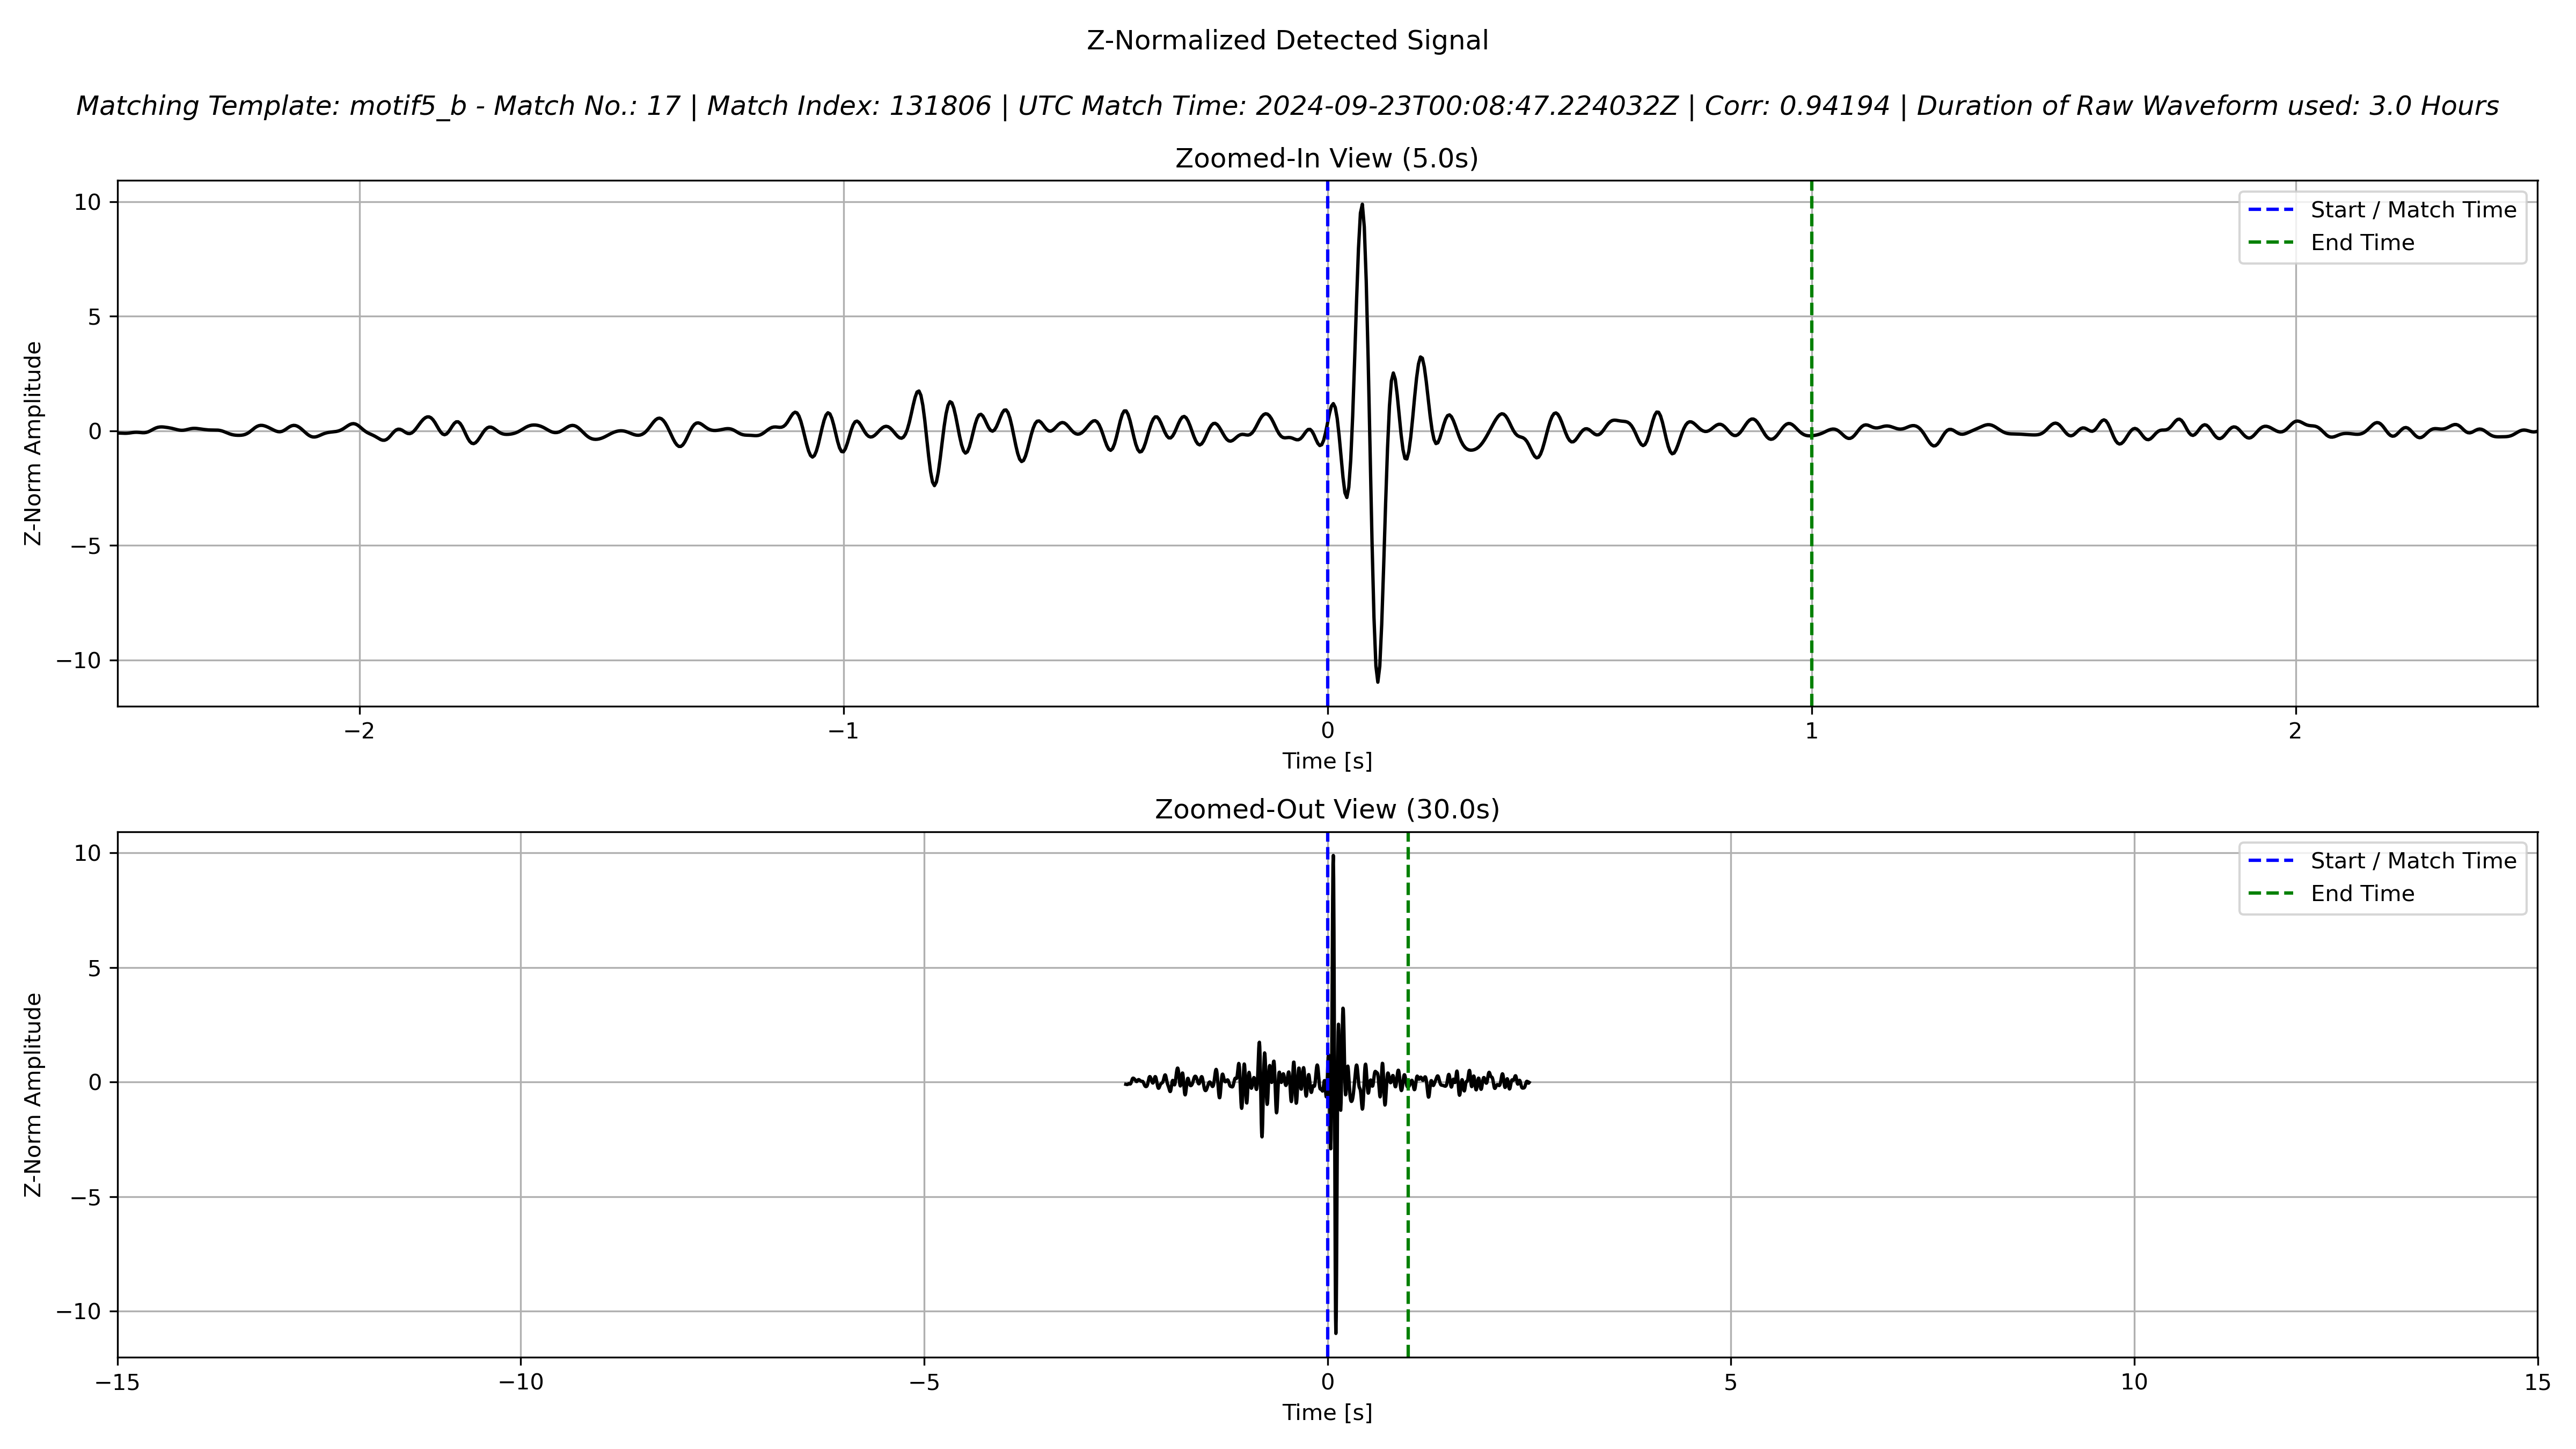 Z-Normalized Detected Signal
Matching Template: motif5_b - Match No.: 17 | Match Index: 131806 | UTC Match Time: 2024-09-23T00:08:47.224032Z | Corr: 0.94194 | Duration of Raw Waveform used: 3.0 Hours
Zoomed-In View (5.0s)
10
5
0
−5
−10
Z-Norm Amplitude
Start / Match Time
End Time
−2
−1
0
1
2
Time [s]
Zoomed-Out View (30.0s)
10
5
0
−5
−10
Z-Norm Amplitude
Start / Match Time
End Time
−15
−10
−5
0
5
10
15
Time [s]